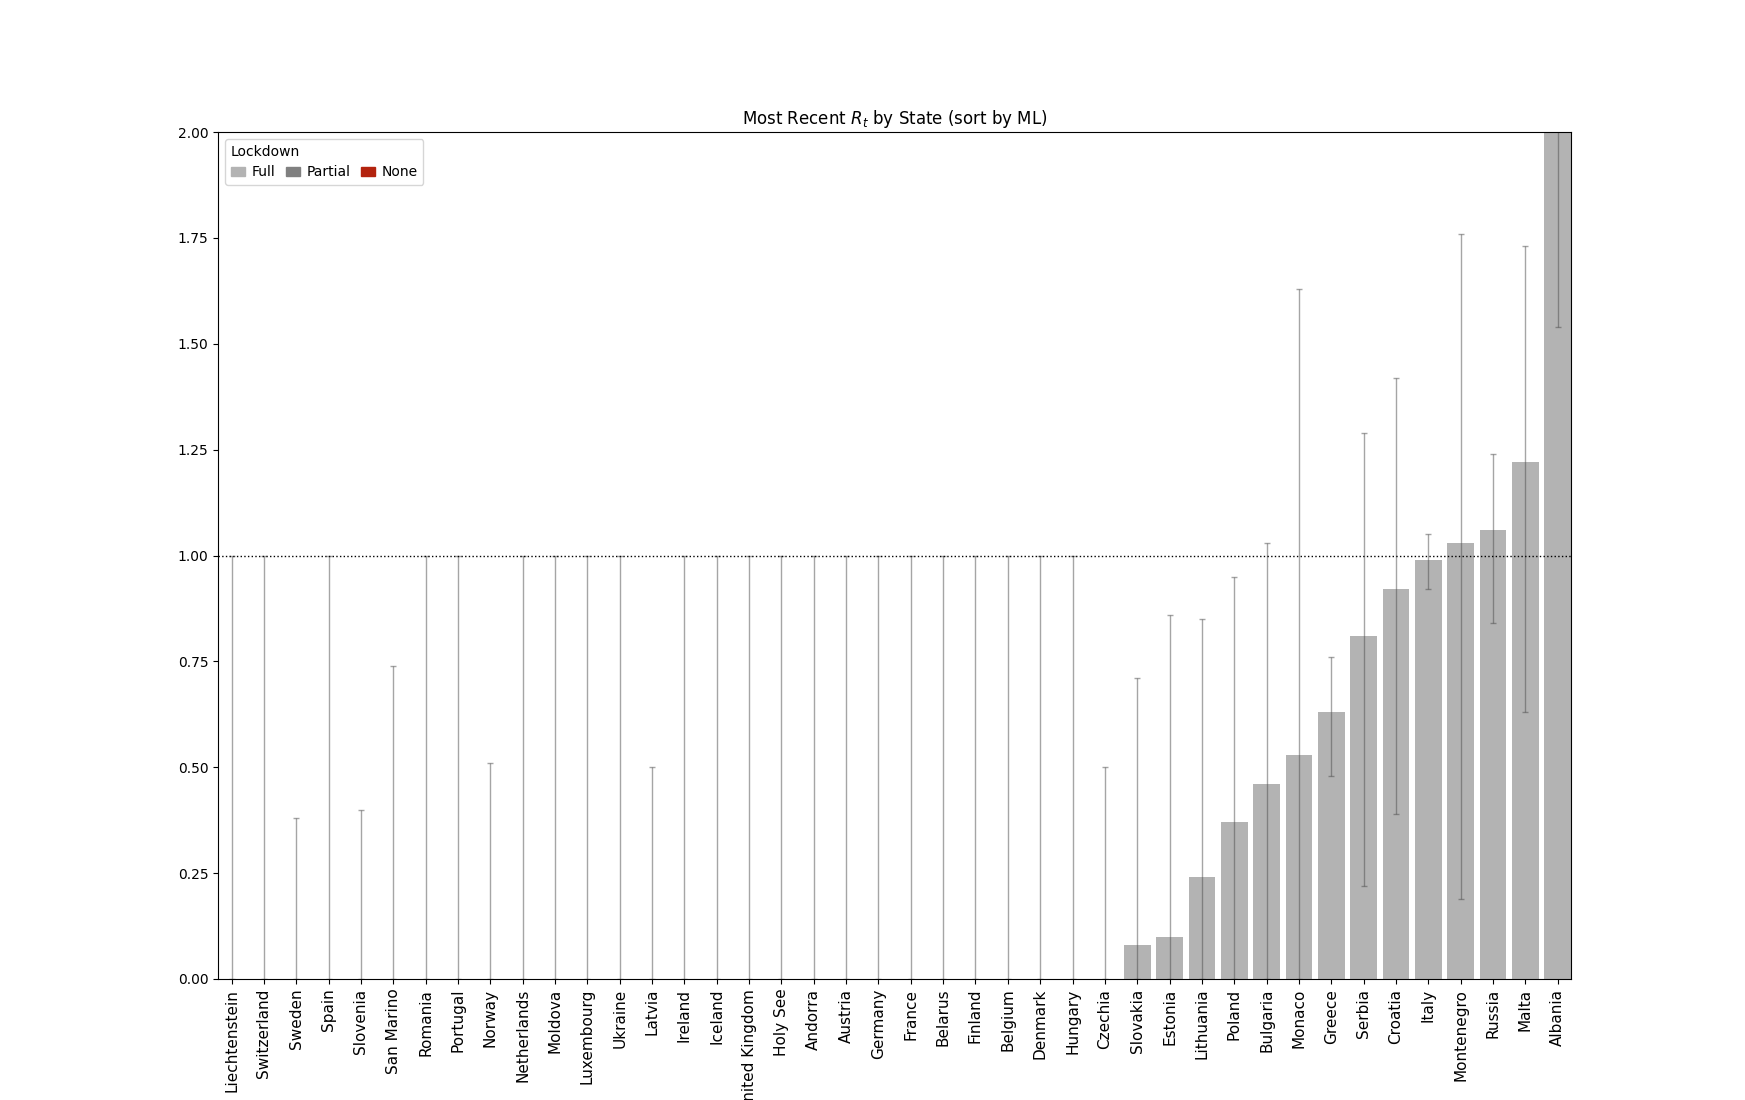 Most Recent Rt by State (sort by ML)
Lockdown
Full Partial None
2.00
1.75
1.50
1.25
1.00
0.75
0.50
0.25
0.00
Liechtenstein
Switzerland
Sweden
Spain
Slovenia
San Marino
Romania
Portugal
Norway
Netherlands
Moldova
Luxembourg
Ukraine
Latvia
Ireland
Iceland
nited Kingdom
Holy See
Andorra
Austria
Germany
France
Belarus
Finland
Belgium
Denmark
Hungary
Czechia
Slovakia
Estonia
Lithuania
Poland
Bulgaria
Monaco
Greece
Serbia
Croatia
Italy
Montenegro
Russia
Malta
Albania